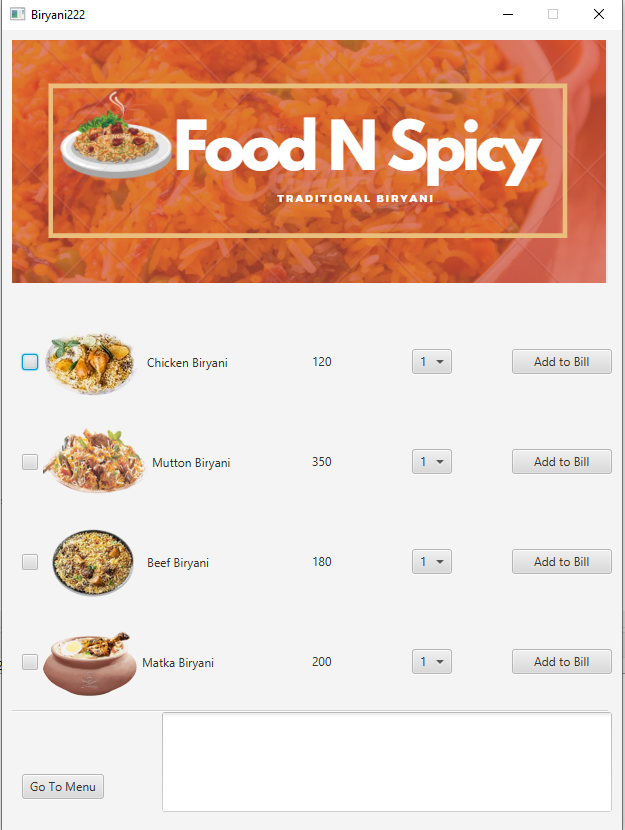 Biryani222
Food N Spicy
TRADITIONAL BIRYANI
Chicken Biryani 120 1 Add to Bill
Mutton Biryani 350 1 Add to Bill
Beef Biryani 180 1 Add to Bill
Matka Biryani 200 1 Add to Bill
Go To Menu